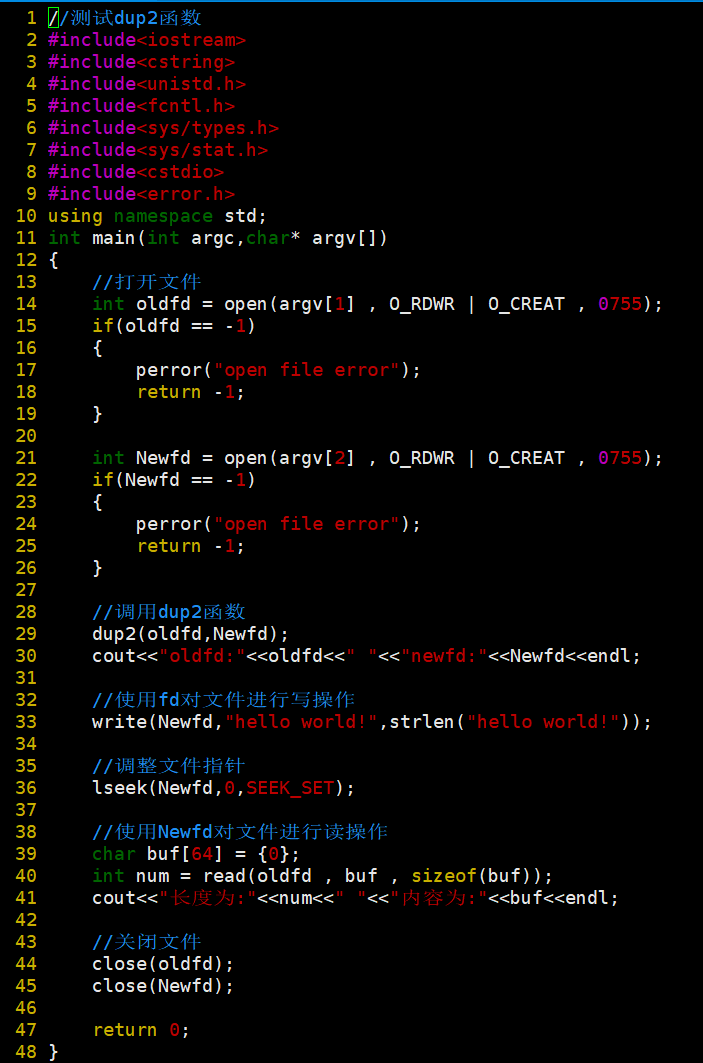 1 //测试dup2函数
2 #include<iostream>
3 #include<cstring>
4 #include<unistd.h>
5 #include<fcntl.h>
6 #include<sys/types.h>
7 #include<sys/stat.h>
8 #include<cstdio>
9 #include<error.h>
10 using namespace std;
11 int main(int argc,char* argv[])
12 {
13     //打开文件
14     int oldfd = open(argv[1] , O_RDWR | O_CREAT , 0755);
15     if(oldfd == -1)
16     {
17         perror("open file error");
18         return -1;
19     }
20
21     int Newfd = open(argv[2] , O_RDWR | O_CREAT , 0755);
22     if(Newfd == -1)
23     {
24         perror("open file error");
25         return -1;
26     }
27
28     //调用dup2函数
29     dup2(oldfd,Newfd);
30     cout<<"oldfd:"<<oldfd<<" "<<"newfd:"<<Newfd<<endl;
31
32     //使用fd对文件进行写操作
33     write(Newfd,"hello world!",strlen("hello world!"));
34
35     //调整文件指针
36     lseek(Newfd,0,SEEK_SET);
37
38     //使用Newfd对文件进行读操作
39     char buf[64] = {0};
40     int num = read(oldfd , buf , sizeof(buf));
41     cout<<"长度为:"<<num<<" "<<"内容为:"<<buf<<endl;
42
43     //关闭文件
44     close(oldfd);
45     close(Newfd);
46
47     return 0;
48 }